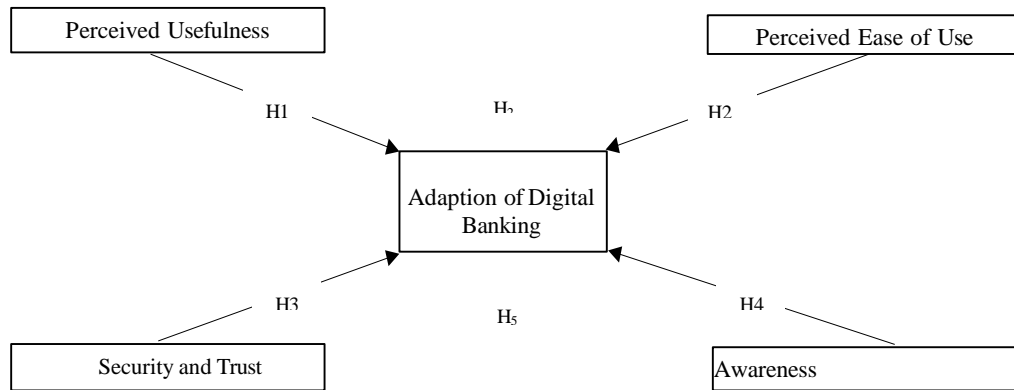 Perceived Usefulness
Perceived Ease of Use
H1
H₂
H2
Adaption of Digital
Banking
H3
H₅
H4
Security and Trust
Awareness